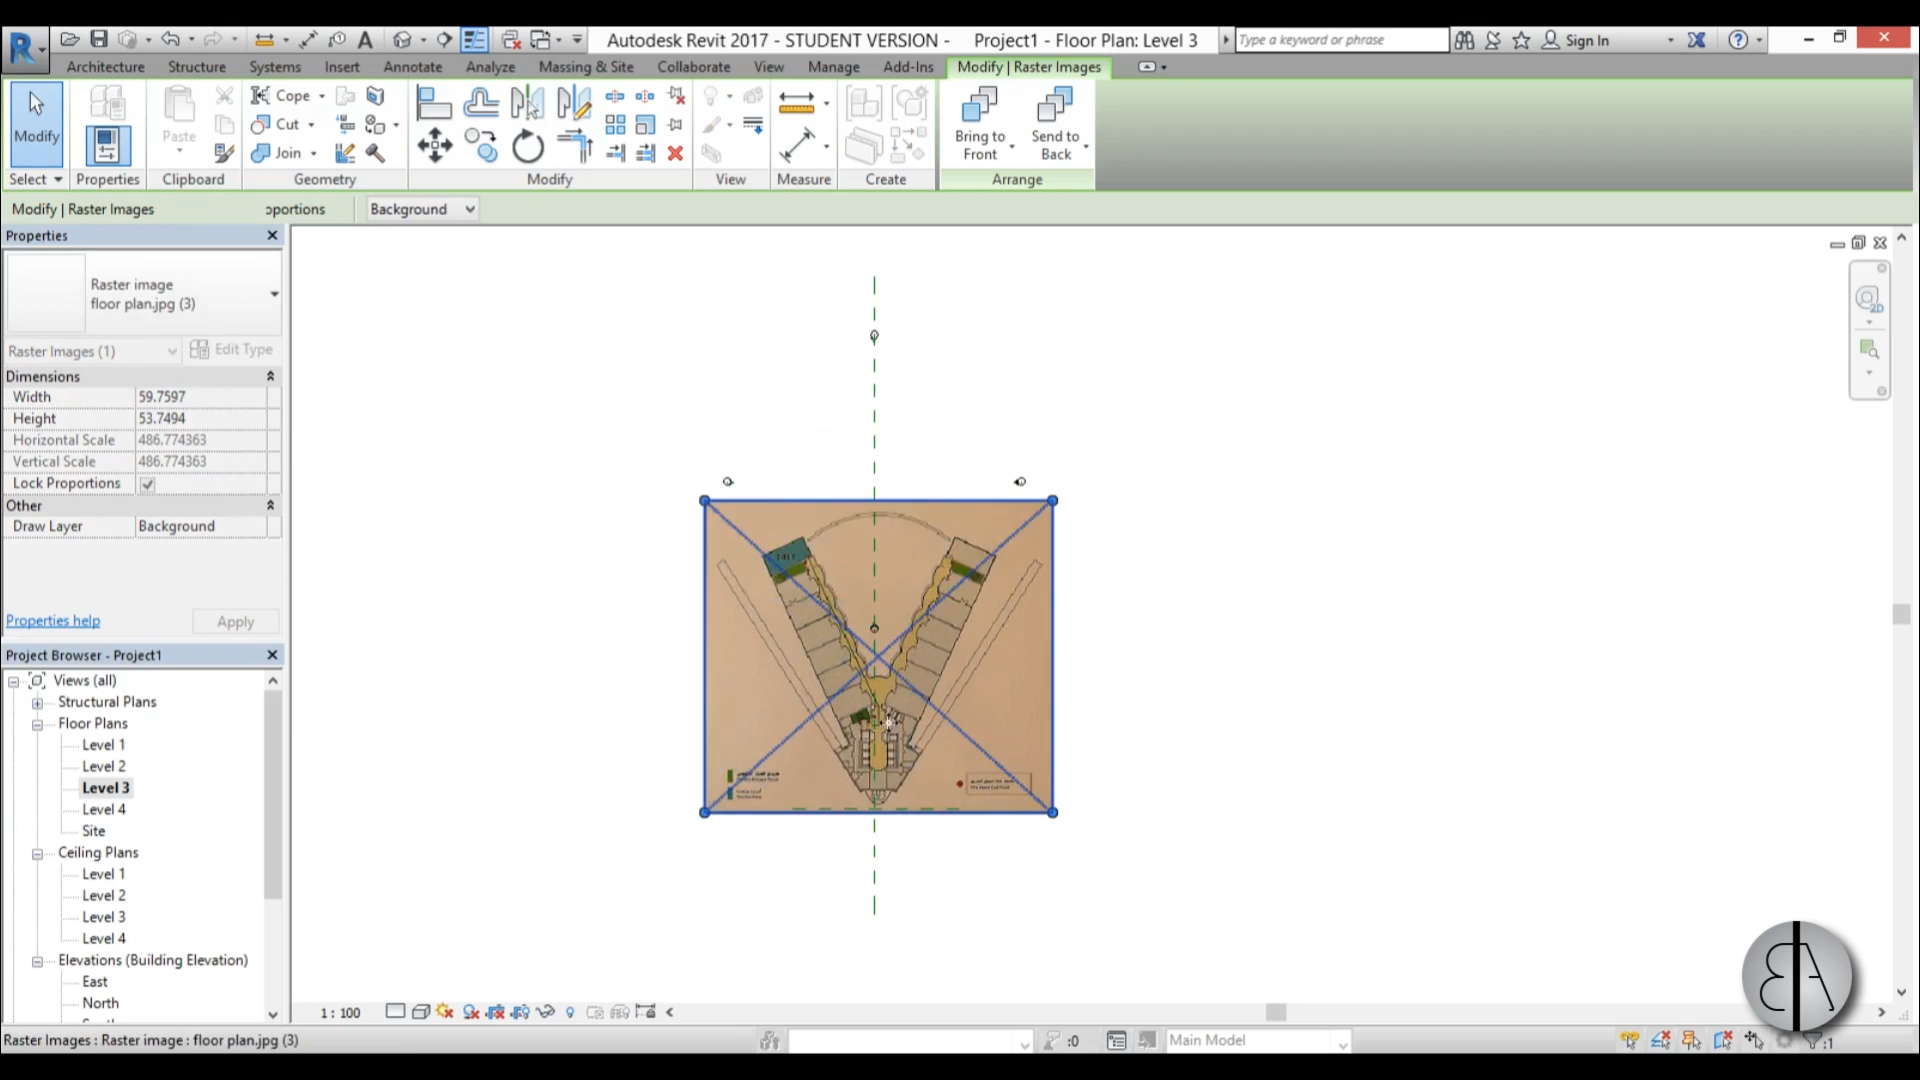 Autodesk Revit 2017 - STUDENT VERSION - Project1 - Floor Plan: Level 3
Type a keyword or phrase
Sign In
Architecture Structure Systems Insert Annotate Analyze Massing & Site Collaborate View Manage Add-Ins Modify | Raster Images
Modify
Paste
Cope
Cut
Join
Bring to Front
Send to Back
Select Properties Clipboard Geometry Modify View Measure Create Arrange
Modify | Raster Images oportions Background
Properties
Raster image
floor plan.jpg (3)
Raster Images (1) Edit Type
Dimensions
Width 59.7597
Height 53.7494
Horizontal Scale 486.774363
Vertical Scale 486.774363
Lock Proportions
Other
Draw Layer Background
Properties help Apply
Project Browser - Project1
Views (all)
Structural Plans
Floor Plans
Level 1
Level 2
Level 3
Level 4
Site
Ceiling Plans
Level 1
Level 2
Level 3
Level 4
Elevations (Building Elevation)
East
North
1 : 100
2D
BA
Raster Images : Raster image : floor plan.jpg (3)
:0
Main Model
:1